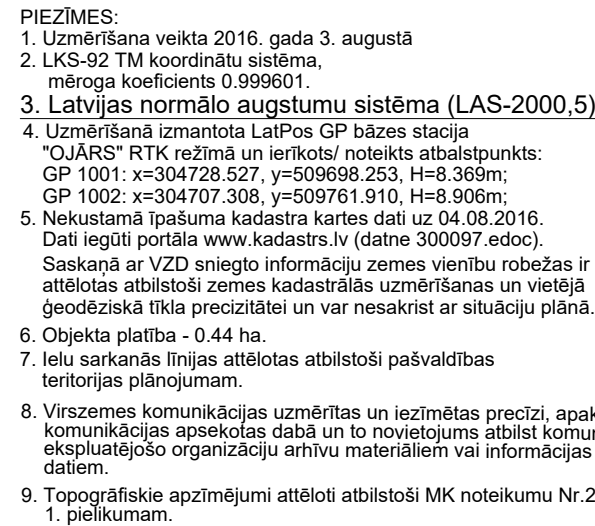 PIEZĪMES:
1. Uzmērīšana veikta 2016. gada 3. augustā
2. LKS-92 TM koordinātu sistēma,
mēroga koeficients 0.999601.
3. Latvijas normālo augstumu sistēma (LAS-2000,5)
4. Uzmērīšanā izmantota LatPos GP bāzes stacija
"OJĀRS" RTK režīmā un ierīkots/ noteikts atbalstpunkts:
GP 1001: x=304728.527, y=509698.253, H=8.369m;
GP 1002: x=304707.308, y=509761.910, H=8.906m;
5. Nekustamā īpašuma kadastra kartes dati uz 04.08.2016.
Dati iegūti portāla www.kadastrs.lv (datne 300097.edoc).
Saskaņā ar VZD sniegto informāciju zemes vienību robežas ir
attēlotas atbilstoši zemes kadastrālās uzmērīšanas un vietējā
ģeodēziskā tīkla precizitātei un var nesakrist ar situāciju plānā.
6. Objekta platība - 0.44 ha.
7. Ielu sarkanās līnijas attēlotas atbilstoši pašvaldības
teritorijas plānojumam.
8. Virszemes komunikācijas uzmērītas un iezīmētas precīzi,
komunikācijas apsekotas dabā un to novietojums atbilst
ekspluatējošo organizāciju arhīvu materiāliem vai informācijas
datiem.
9. Topogrāfiskie apzīmējumi attēloti atbilstoši MK noteikumu
1. pielikumam.